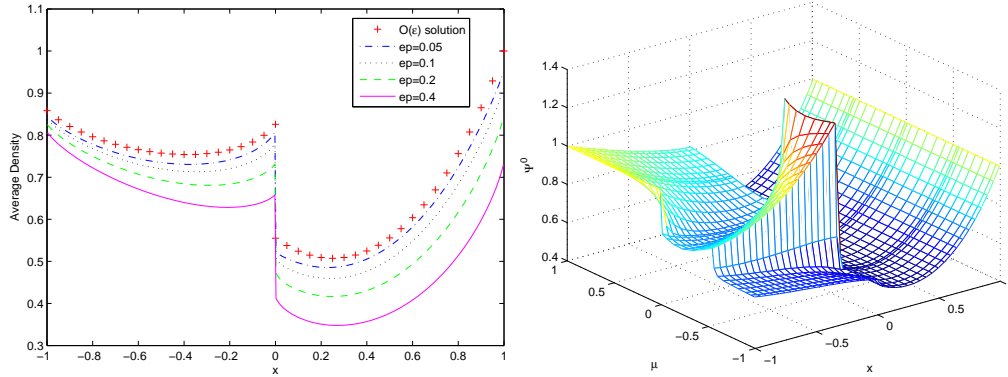 1.1
1
0.9
0.8
0.7
0.6
0.5
0.4
0.3
Average Density
−1 −0.8 −0.6 −0.4 −0.2 0 0.2 0.4 0.6 0.8 1
x
O(ε) solution
ep=0.05
ep=0.1
ep=0.2
ep=0.4
1.4
1.2
1
0.8
0.6
0.4
Ψ⁰
1
0.5
0
−0.5
−1
μ
−1
−0.5
0
0.5
x